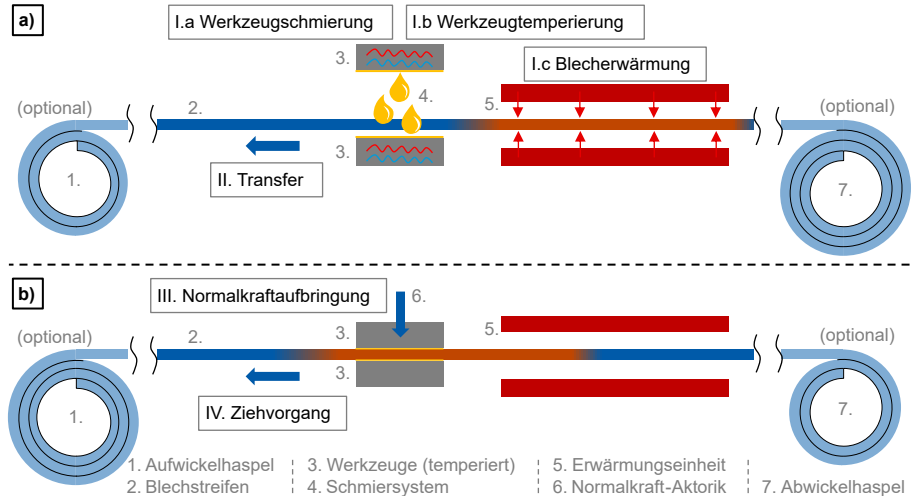 a)
I.a Werkzeugschmierung
I.b Werkzeugtemperierung
3.
I.c Blecherwärmung
(optional)
2.
4.
5.
(optional)
1.
3.
7.
II. Transfer
b)
III. Normalkraftaufbringung
6.
(optional)
2.
3.
5.
(optional)
3.
1.
7.
IV. Ziehvorgang
1. Aufwickelhaspel
3. Werkzeuge (temperiert)
5. Erwärmungseinheit
2. Blechstreifen
4. Schmiersystem
6. Normalkraft-Aktorik
7. Abwickelhaspel